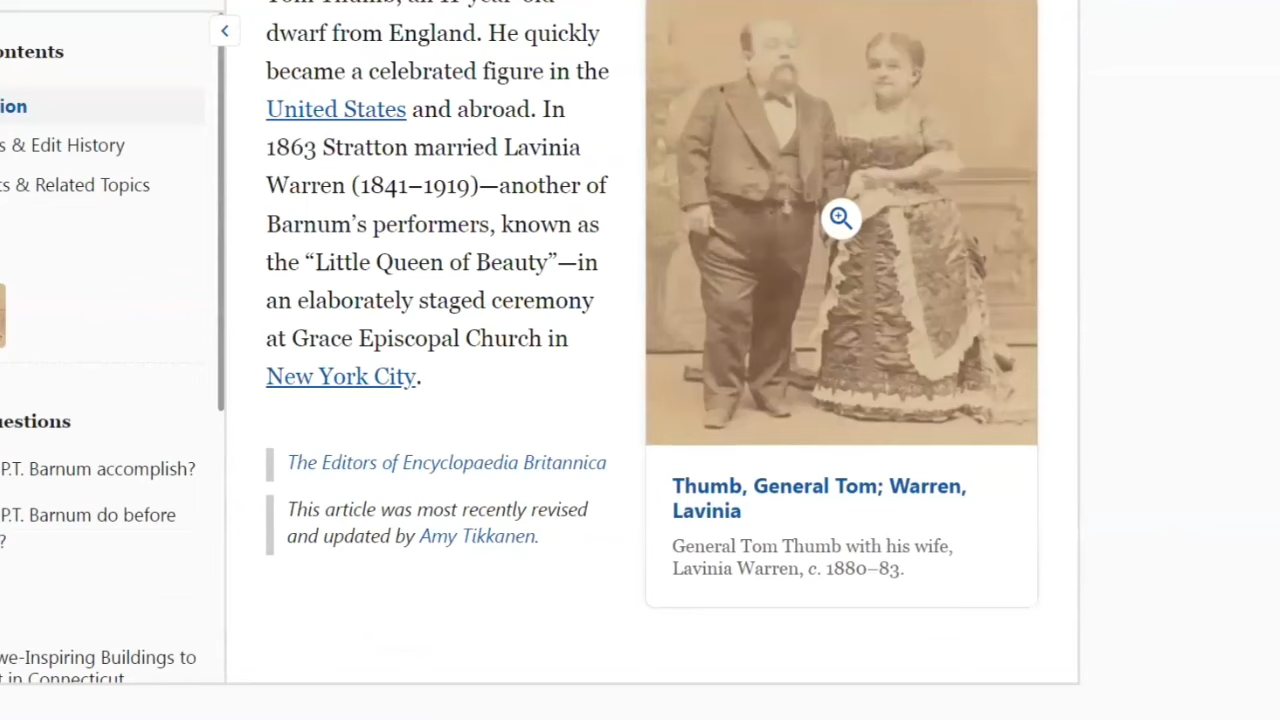 ontents
ion
s & Edit History
ts & Related Topics
estions
P.T. Barnum accomplish?
P.T. Barnum do before
?
we-Inspiring Buildings to
t in Connecticut
dwarf from England. He quickly
became a celebrated figure in the
United States and abroad. In
1863 Stratton married Lavinia
Warren (1841–1919)—another of
Barnum’s performers, known as
the “Little Queen of Beauty”—in
an elaborately staged ceremony
at Grace Episcopal Church in
New York City.
The Editors of Encyclopaedia Britannica
This article was most recently revised
and updated by Amy Tikkanen.
Thumb, General Tom; Warren,
Lavinia
General Tom Thumb with his wife,
Lavinia Warren, c. 1880–83.